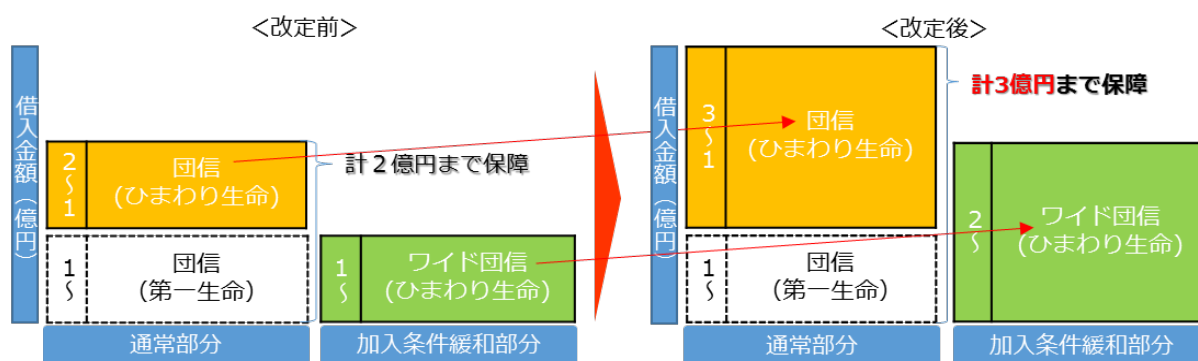 <改定前>
借入金額(億円)
2~1
団信
(ひまわり生命)
計2億円まで保障
1~
団信
(第一生命)
1~
ワイド団信
(ひまわり生命)
通常部分
加入条件緩和部分
<改定後>
借入金額(億円)
3~1
団信
(ひまわり生命)
計3億円まで保障
1~
団信
(第一生命)
2~
ワイド団信
(ひまわり生命)
通常部分
加入条件緩和部分